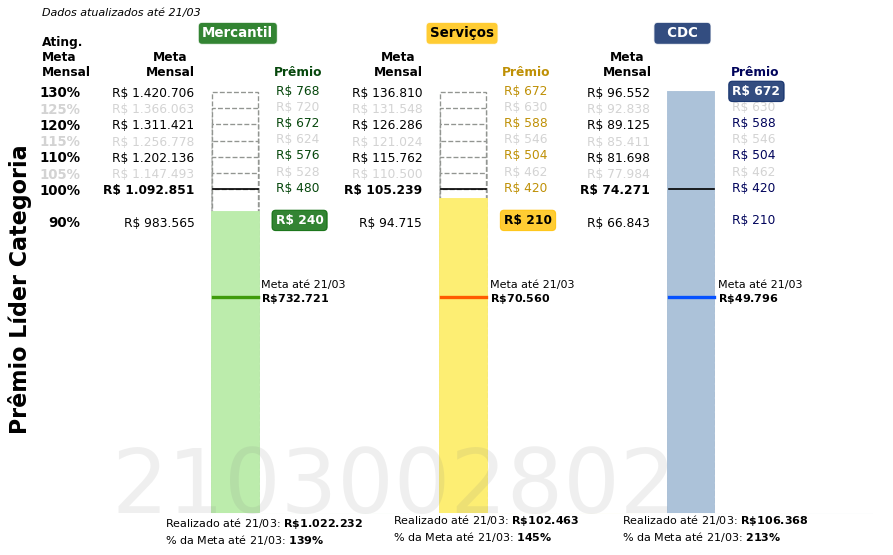 Dados atualizados até 21/03
Mercantil Serviços CDC
Ating. Meta Mensal Meta Mensal Prêmio Meta Mensal Prêmio Meta Mensal Prêmio
130% R$ 1.420.706 R$ 768 R$ 136.810 R$ 672 R$ 96.552 R$ 672
125% R$ 1.366.063 R$ 720 R$ 131.548 R$ 630 R$ 92.838 R$ 630
120% R$ 1.311.421 R$ 672 R$ 126.286 R$ 588 R$ 89.125 R$ 588
115% R$ 1.256.778 R$ 624 R$ 121.024 R$ 546 R$ 85.411 R$ 546
110% R$ 1.202.136 R$ 576 R$ 115.762 R$ 504 R$ 81.698 R$ 504
105% R$ 1.147.493 R$ 528 R$ 110.500 R$ 462 R$ 77.984 R$ 462
100% R$ 1.092.851 R$ 480 R$ 105.239 R$ 420 R$ 74.271 R$ 420
90% R$ 983.565 R$ 240 R$ 94.715 R$ 210 R$ 66.843 R$ 210
Meta até 21/03 Meta até 21/03 Meta até 21/03
R$732.721 R$70.560 R$49.796
Prêmio Líder Categoria
2103002802
Realizado até 21/03: R$1.022.232 Realizado até 21/03: R$102.463 Realizado até 21/03: R$106.368
% da Meta até 21/03: 139% % da Meta até 21/03: 145% % da Meta até 21/03: 213%